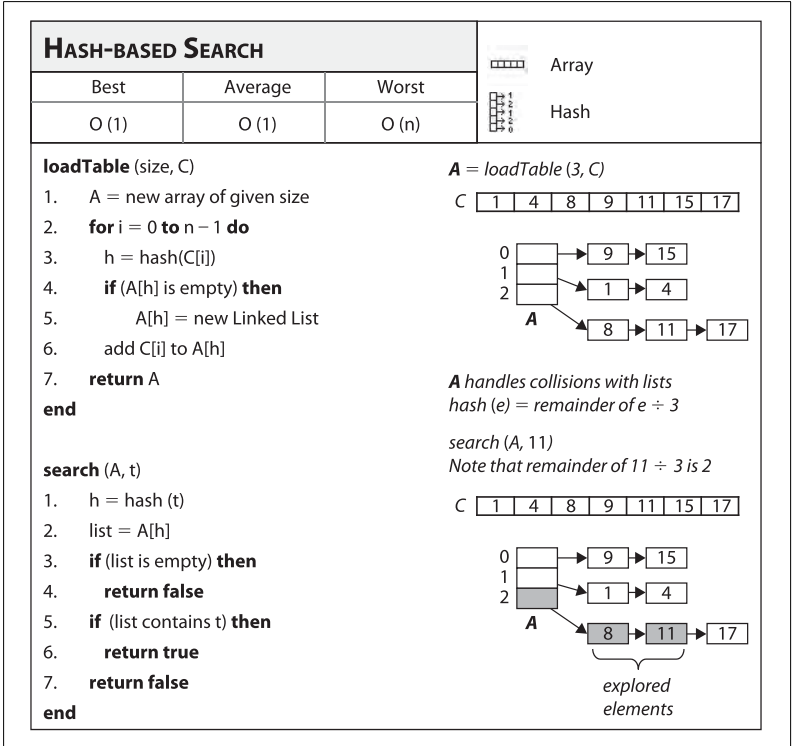 HASH-BASED SEARCH
Best Average Worst
O (1) O (1) O (n)
Array
Hash
loadTable (size, C)
1. A = new array of given size
2. for i = 0 to n − 1 do
3. h = hash(C[i])
4. if (A[h] is empty) then
5. A[h] = new Linked List
6. add C[i] to A[h]
7. return A
end
search (A, t)
1. h = hash (t)
2. list = A[h]
3. if (list is empty) then
4. return false
5. if (list contains t) then
6. return true
7. return false
end
A = loadTable (3, C)
C 1 4 8 9 11 15 17
0 9 15
1 1 4
2 8 11 17
A
A handles collisions with lists
hash (e) = remainder of e ÷ 3
search (A, 11)
Note that remainder of 11 ÷ 3 is 2
C 1 4 8 9 11 15 17
0 9 15
1 1 4
2 8 11 17
A
explored
elements